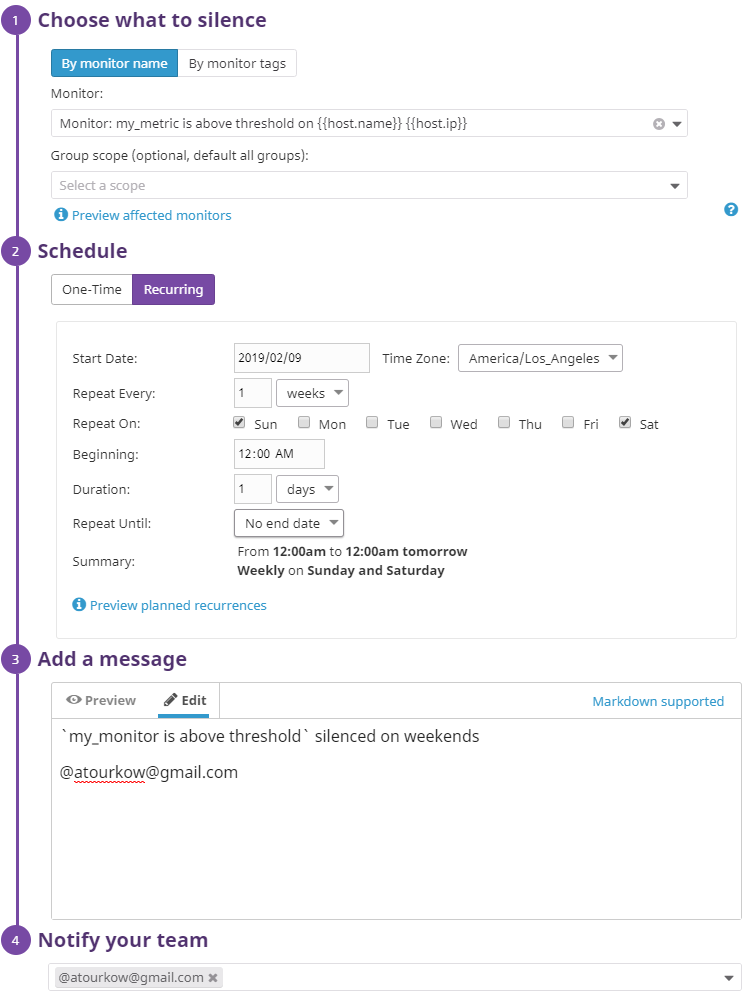 1 Choose what to silence
By monitor name By monitor tags
Monitor:
Monitor: my_metric is above threshold on {{host.name}} {{host.ip}}
Group scope (optional, default all groups):
Select a scope
Preview affected monitors
2 Schedule
One-Time Recurring
Start Date: 2019/02/09 Time Zone: America/Los_Angeles
Repeat Every: 1 weeks
Repeat On: Sun Mon Tue Wed Thu Fri Sat
Beginning: 12:00 AM
Duration: 1 days
Repeat Until: No end date
Summary: From 12:00am to 12:00am tomorrow
Weekly on Sunday and Saturday
Preview planned recurrences
3 Add a message
Preview Edit Markdown supported
`my_monitor is above threshold` silenced on weekends
@atourkow@gmail.com
4 Notify your team
@atourkow@gmail.com